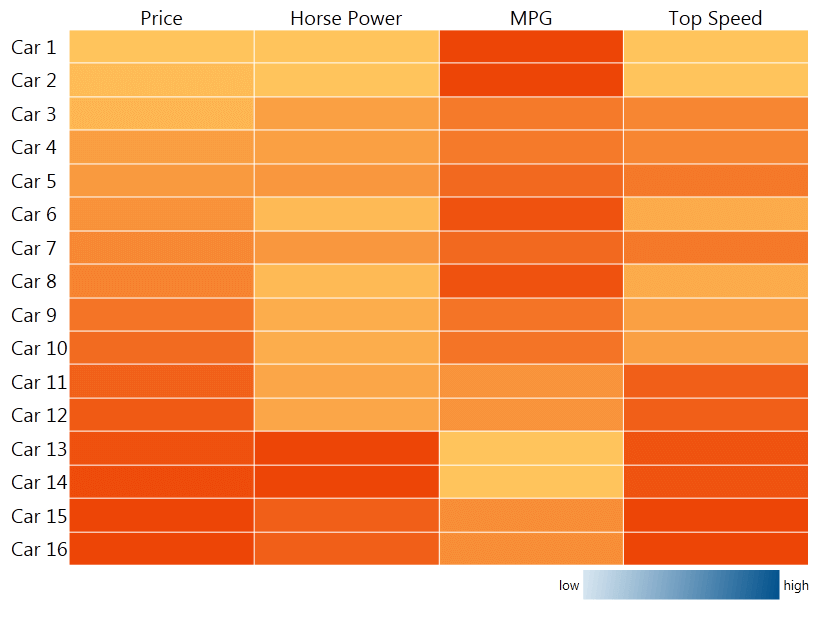 Price Horse Power MPG Top Speed
Car 1
Car 2
Car 3
Car 4
Car 5
Car 6
Car 7
Car 8
Car 9
Car 10
Car 11
Car 12
Car 13
Car 14
Car 15
Car 16
low high